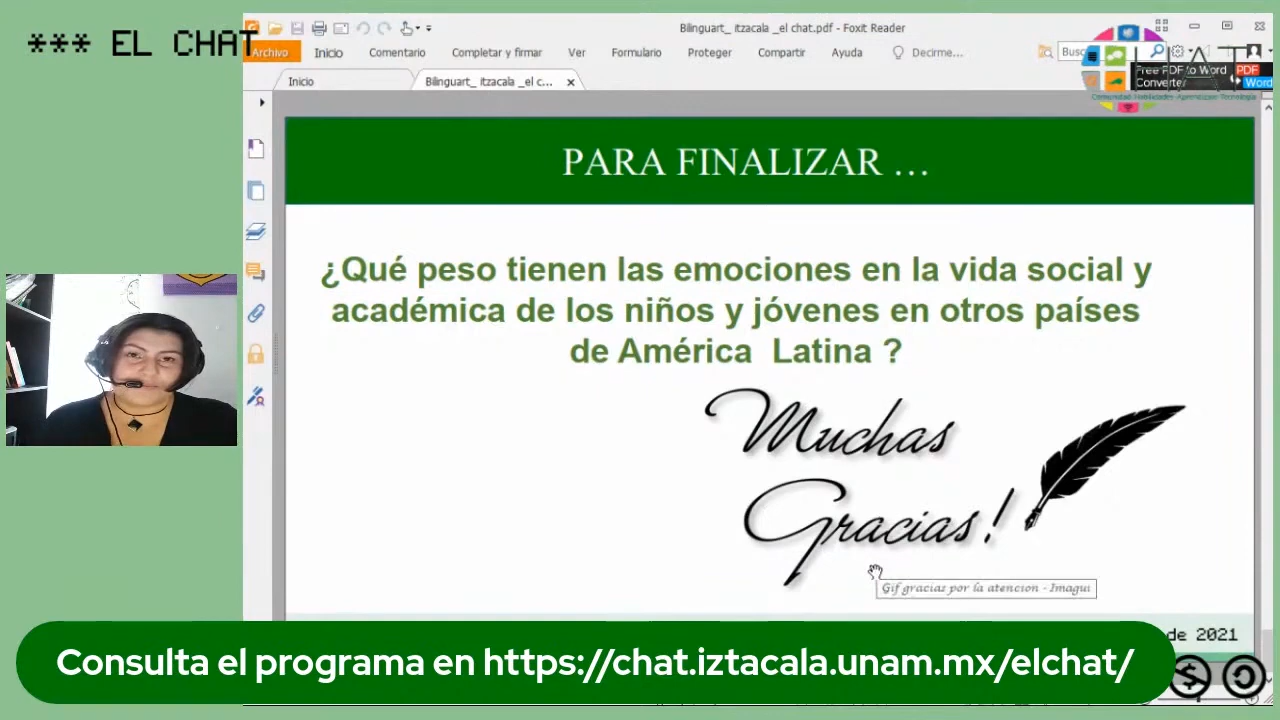 *** EL CHAT
Bilinguart_ itzacala _el chat.pdf - Foxit Reader
Archivo Inicio Comentario Completar y firmar Ver Formulario Proteger Compartir Ayuda Decirme... Busc
Inicio Bilinguart_ itzacala _el c...
Free PDF to Word PDF
Converter Word
PARA FINALIZAR ...
¿Qué peso tienen las emociones en la vida social y
académica de los niños y jóvenes en otros países
de América Latina ?
Muchas
Gracias!
Gif gracias por la atencion - Imagui
de 2021
Consulta el programa en https://chat.iztacala.unam.mx/elchat/